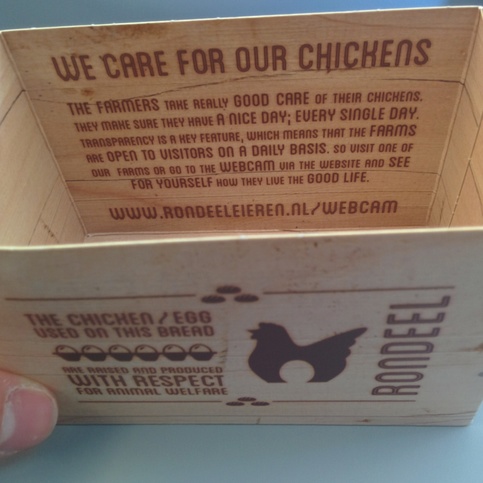 WE CARE FOR OUR CHICKENS
THE FARMERS TAKE REALLY GOOD CARE OF THEIR CHICKENS.
THEY MAKE SURE THEY HAVE A NICE DAY; EVERY SINGLE DAY.
TRANSPARENCY IS A KEY FEATURE, WHICH MEANS THAT THE FARMS
ARE OPEN TO VISITORS ON A DAILY BASIS. SO VISIT ONE OF
OUR FARMS OR GO TO THE WEBCAM VIA THE WEBSITE AND SEE
FOR YOURSELF HOW THEY LIVE THE GOOD LIFE.
WWW.RONDEELEIEREN.NL/WEBCAM
THE CHICKEN / EGG
USED ON THIS BREAD
ARE RAISED AND PRODUCED
WITH RESPECT
FOR ANIMAL WELFARE
RONDEEL